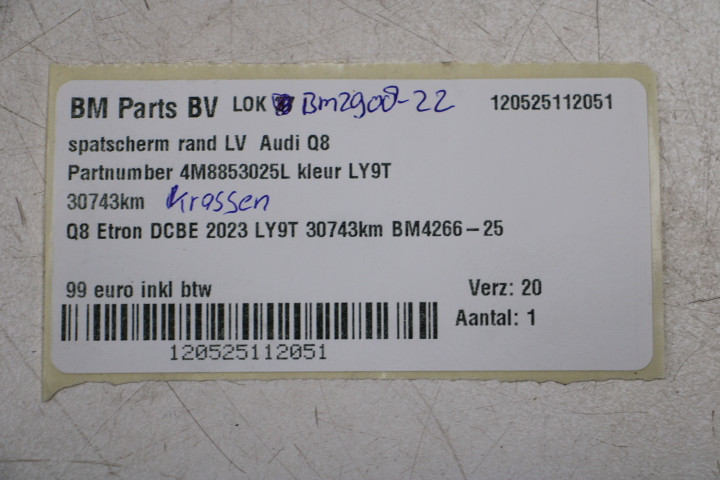 BM Parts BV LOK Bm2900-22 120525112051
spatscherm rand LV Audi Q8
Partnumber 4M8853025L kleur LY9T
30743km Krassen
Q8 Etron DCBE 2023 LY9T 30743km BM4266-25
99 euro inkl btw Verz: 20
Aantal: 1
120525112051